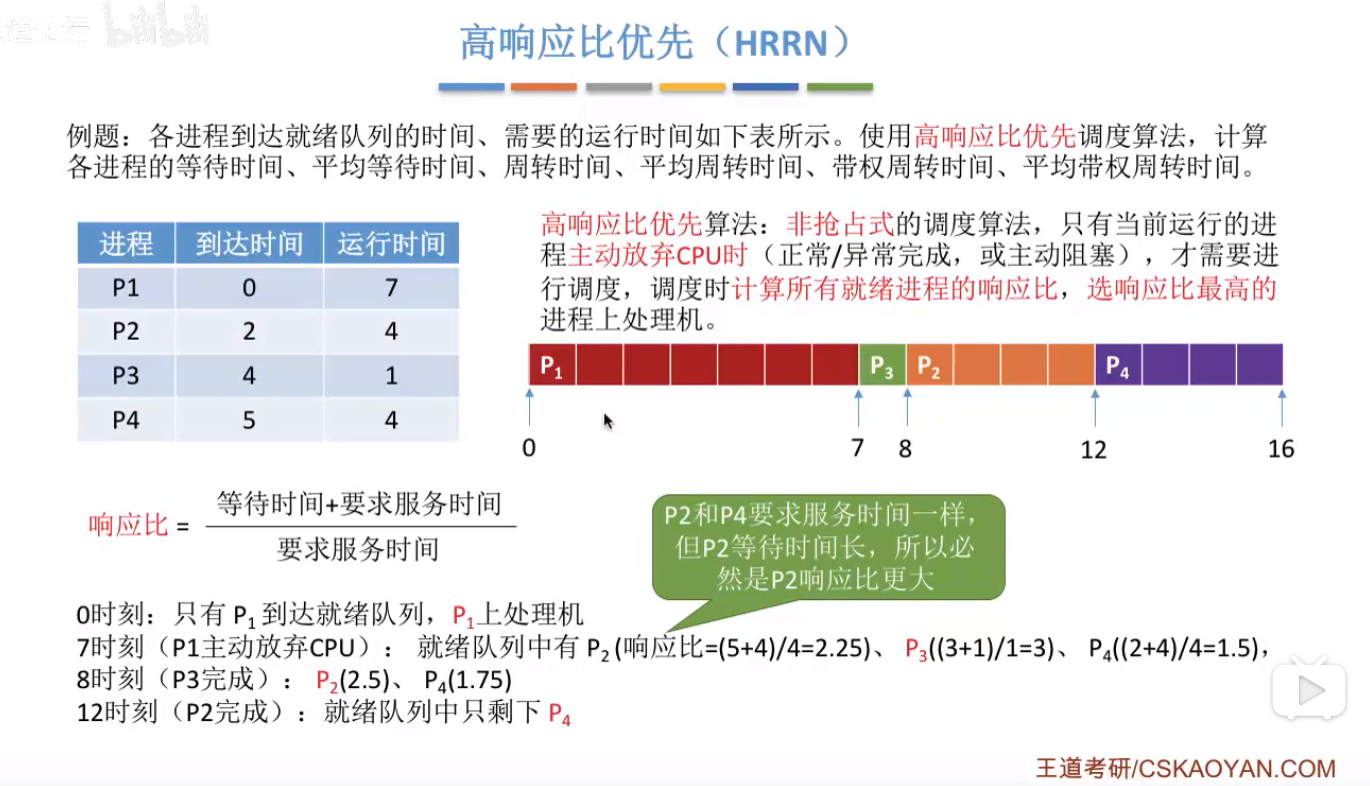 道论坛 bilibili
高响应比优先（HRRN）
例题：各进程到达就绪队列的时间、需要的运行时间如下表所示。使用高响应比优先调度算法，计算
各进程的等待时间、平均等待时间、周转时间、平均周转时间、带权周转时间、平均带权周转时间。
进程 到达时间 运行时间
P1 0 7
P2 2 4
P3 4 1
P4 5 4
高响应比优先算法：非抢占式的调度算法，只有当前运行的进
程主动放弃CPU时（正常/异常完成，或主动阻塞），才需要进
行调度，调度时计算所有就绪进程的响应比，选响应比最高的
进程上处理机。
P1 P3 P2 P4
0 7 8 12 16
响应比 = 等待时间+要求服务时间
要求服务时间
P2和P4要求服务时间一样，
但P2等待时间长，所以必
然是P2响应比更大
0时刻：只有 P1 到达就绪队列，P1上处理机
7时刻（P1主动放弃CPU）： 就绪队列中有 P2 (响应比=(5+4)/4=2.25)、 P3((3+1)/1=3)、 P4((2+4)/4=1.5)，
8时刻（P3完成）： P2(2.5)、 P4(1.75)
12时刻（P2完成）：就绪队列中只剩下 P4
王道考研/CSKAOYAN.COM